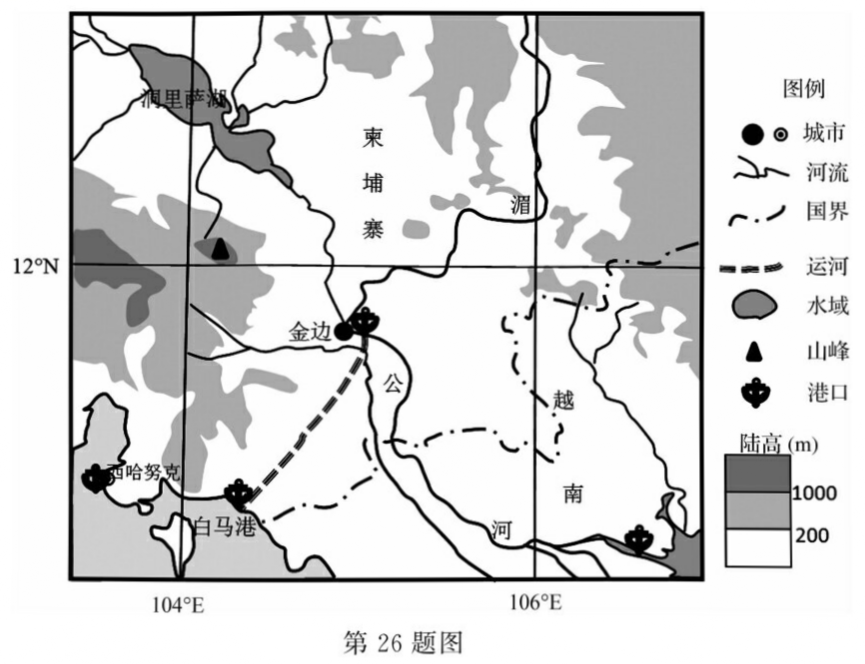 洞里萨湖
柬
埔
寨
湄
12°N
金边
公
越
西哈努克
南
白马港
河
104°E
106°E
图例
城市
河流
国界
运河
水域
山峰
港口
陆高 (m)
1000
200
第 26 题图